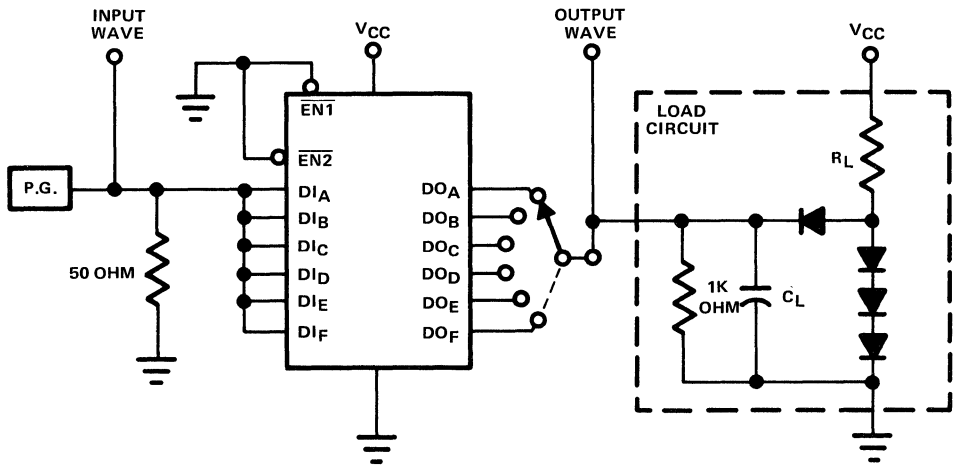 INPUT
WAVE
VCC
OUTPUT
WAVE
VCC
EN1
EN2
LOAD
CIRCUIT
RL
P.G.
DIA
DIB
DIC
DID
DIE
DIF
DOA
DOB
DOC
DOD
DOE
DOF
50 OHM
1K
OHM
CL